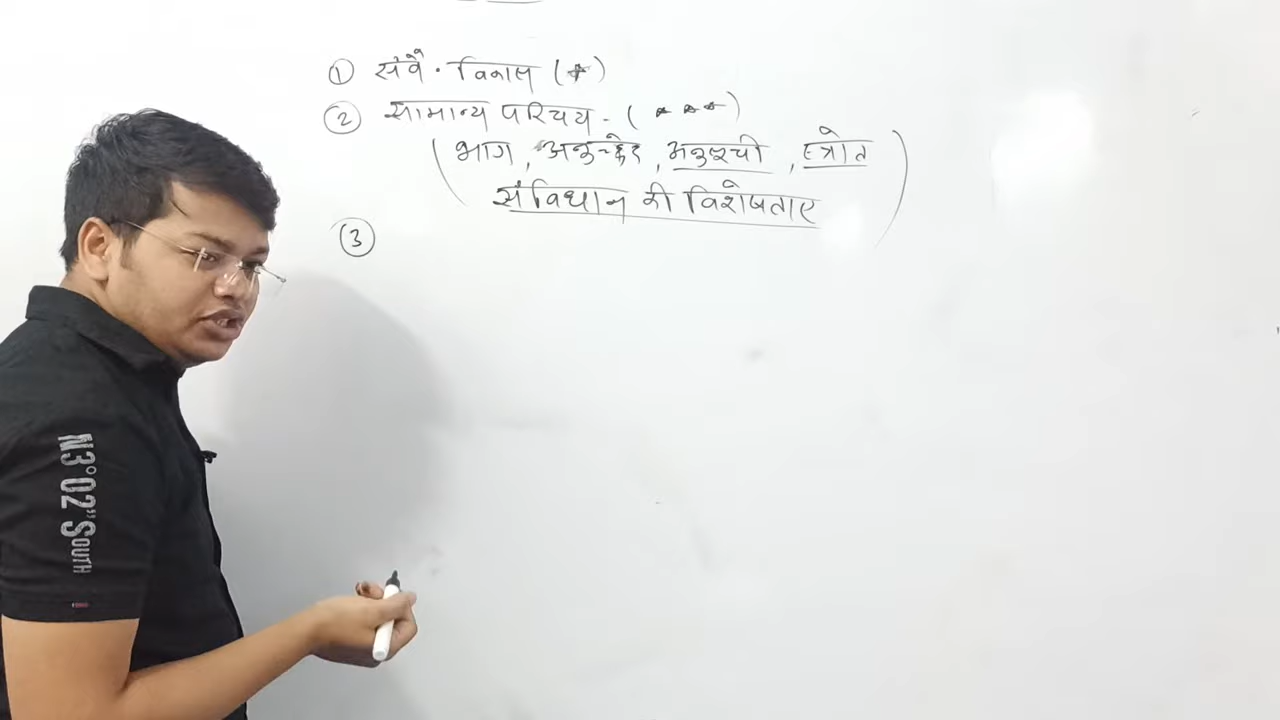 ① संवै. विकास (*)
② सामान्य परिचय - ( * * * )
( भाग, अनुच्छेद, अनुसूची, स्त्रोत
संविधान की विशेषताए )
③
N3°02"SOUTH